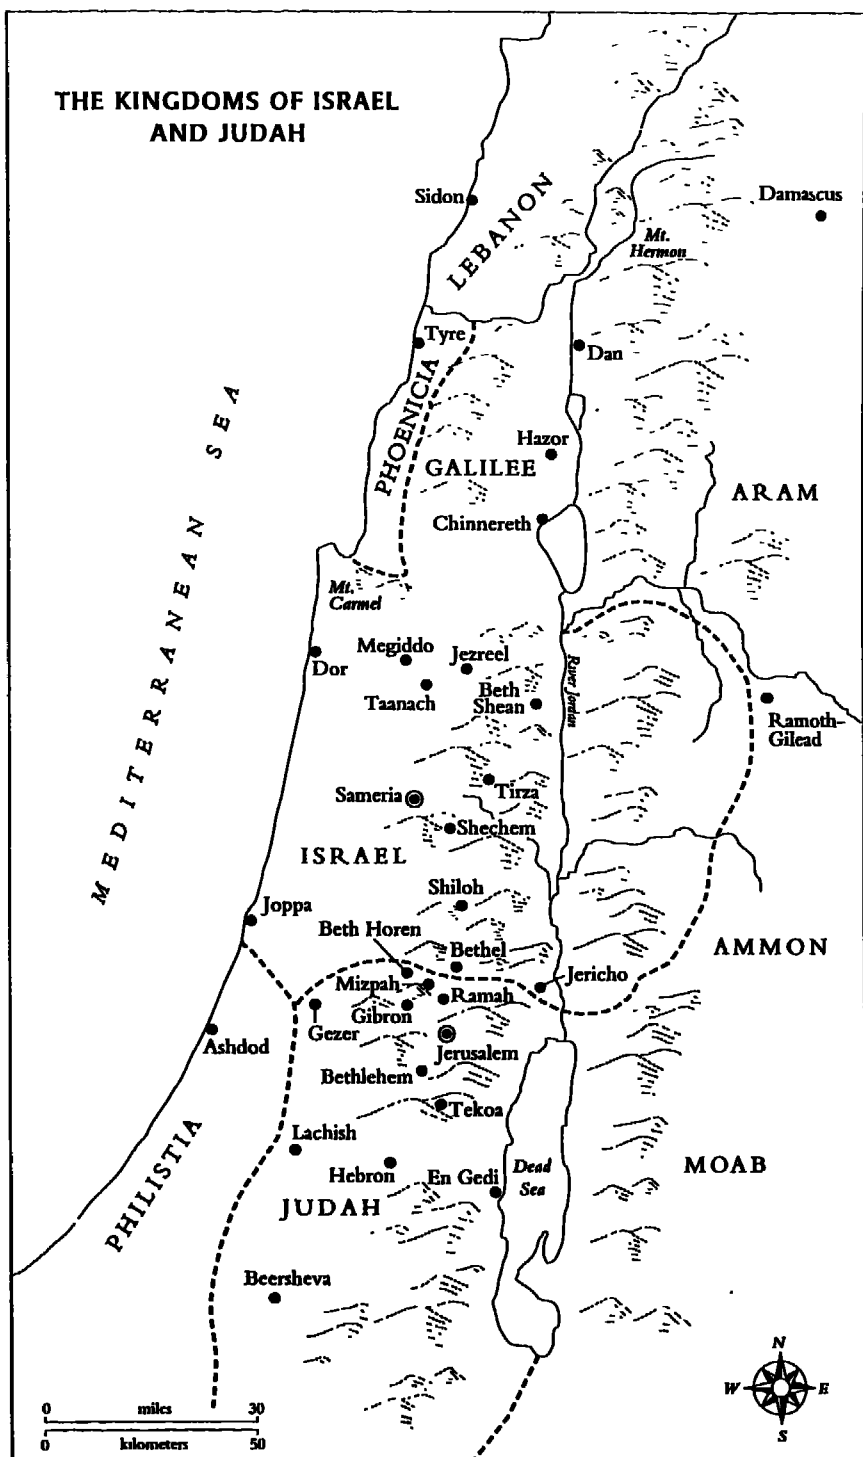 THE KINGDOMS OF ISRAEL
AND JUDAH
Sidon
LEBANON
Damascus
Mt.
Hermon
Tyre
Dan
PHOENICIA
MEDITERRANEAN SEA
Hazor
GALILEE
ARAM
Chinnereth
Mt.
Carmel
Megiddo
Jezreel
Dor
Taanach
Beth
Shean
River Jordan
Ramoth-
Gilead
Sameria
Tirza
Shechem
ISRAEL
Shiloh
Joppa
Beth Horen
Bethel
AMMON
Mizpah
Jericho
Ramah
Gibron
Gezer
Ashdod
Jerusalem
Bethlehem
Tekoa
Lachish
PHILISTIA
Hebron
En Gedi
Dead
Sea
MOAB
JUDAH
Beersheva
N
W E
S
0 miles 30
0 kilometers 50